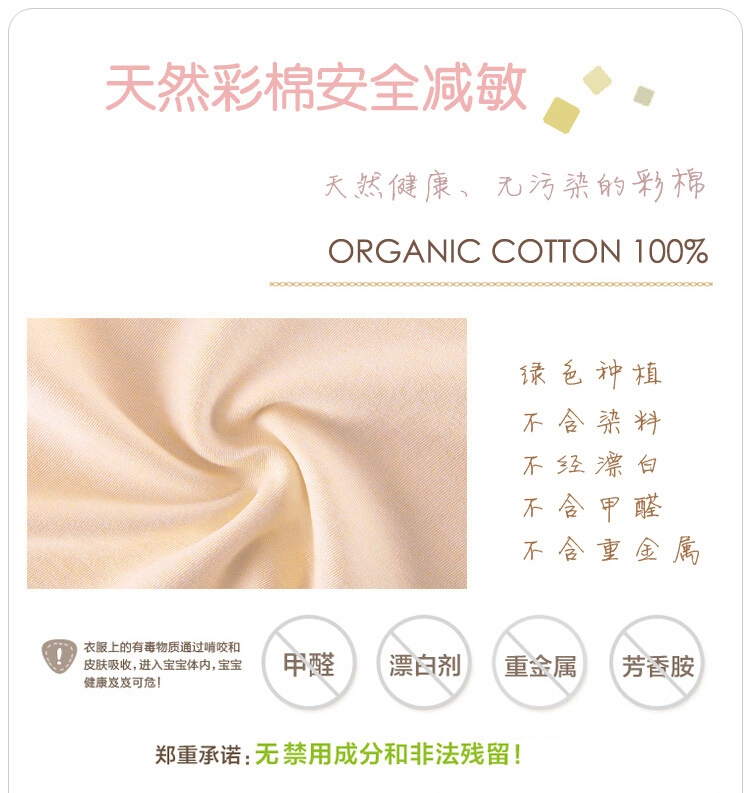 天然彩棉安全减敏
天然健康、无污染的彩棉
ORGANIC COTTON 100%
绿色种植
不含染料
不经漂白
不含甲醛
不含重金属
衣服上的有毒物质通过啃咬和
皮肤吸收，进入宝宝体内，宝宝
健康岌岌可危！
甲醛
漂白剂
重金属
芳香胺
郑重承诺：无禁用成分和非法残留！